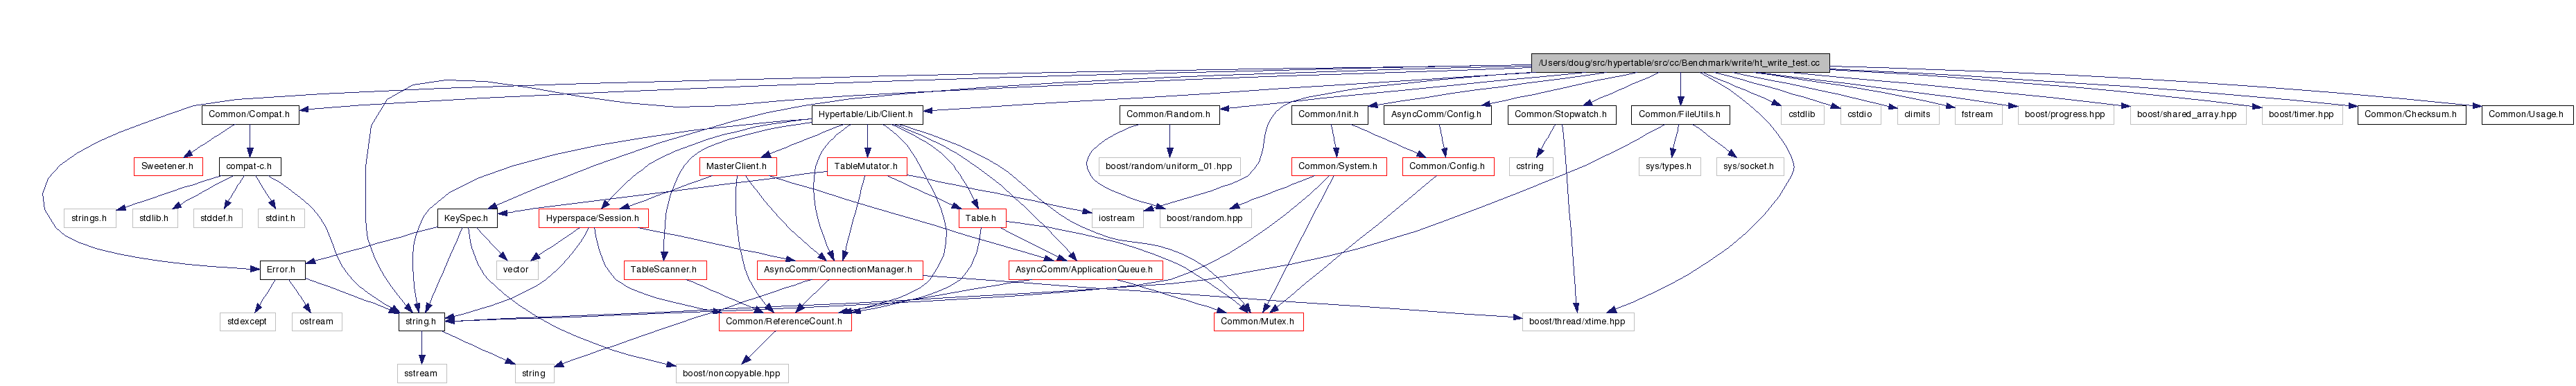 /Users/doug/src/hypertable/src/cc/Benchmark/write/ht_write_test.cc
Common/Compat.h
Hypertable/Lib/Client.h
Common/Random.h
Common/Init.h
AsyncComm/Config.h
Common/Stopwatch.h
Common/FileUtils.h
cstdlib
cstdio
climits
fstream
boost/progress.hpp
boost/shared_array.hpp
boost/timer.hpp
Common/Checksum.h
Common/Usage.h
Sweetener.h
compat-c.h
MasterClient.h
TableMutator.h
boost/random/uniform_01.hpp
Common/System.h
Common/Config.h
cstring
sys/types.h
sys/socket.h
strings.h
stdlib.h
stddef.h
stdint.h
KeySpec.h
Hyperspace/Session.h
Table.h
iostream
boost/random.hpp
Error.h
vector
TableScanner.h
AsyncComm/ConnectionManager.h
AsyncComm/ApplicationQueue.h
stdexcept
ostream
string.h
Common/ReferenceCount.h
Common/Mutex.h
boost/thread/xtime.hpp
sstream
string
boost/noncopyable.hpp